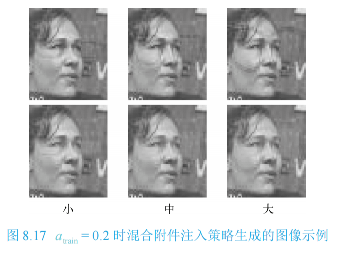 小 中 大
图 8.17 a_train = 0.2 时混合附件注入策略生成的图像示例